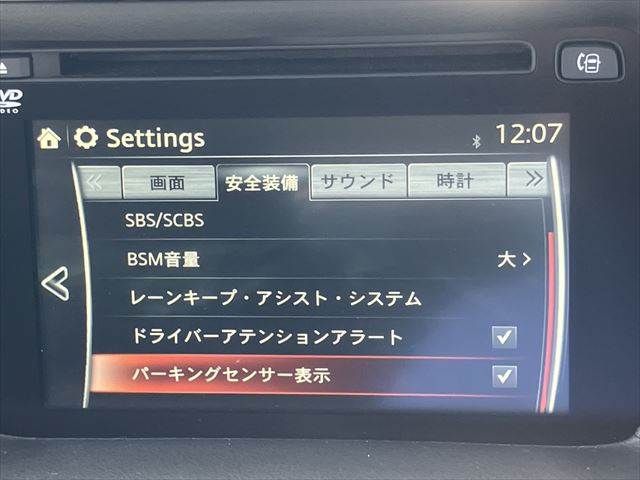 DVD
VIDEO
Settings 12:07
画面 安全装備 サウンド 時計
SBS/SCBS
BSM音量 大
レーンキープ・アシスト・システム
ドライバーアテンションアラート
パーキングセンサー表示